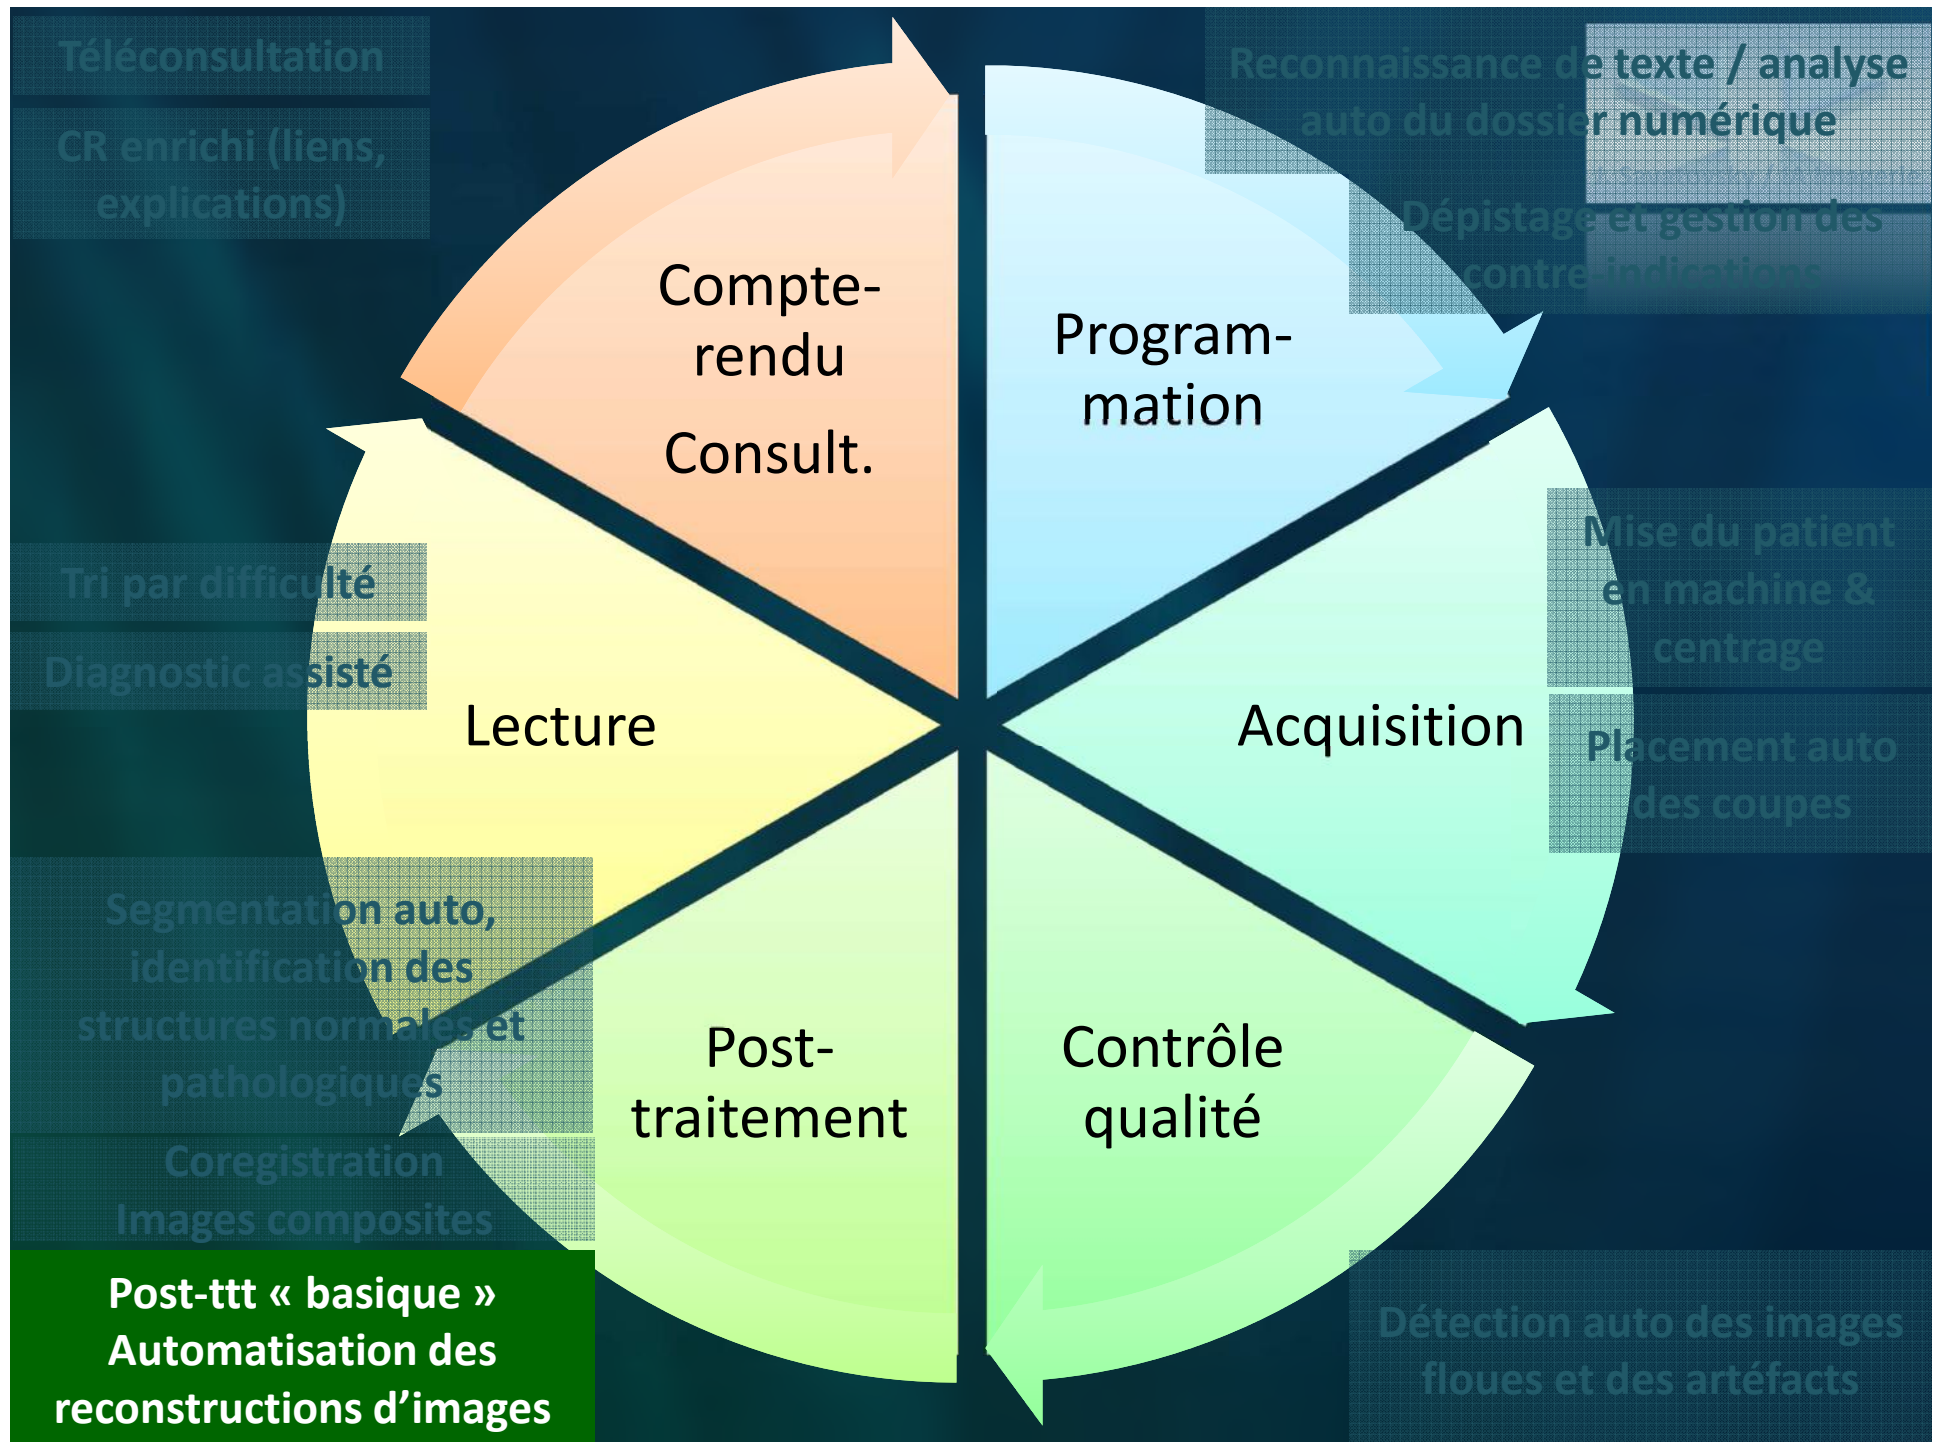 Téléconsultation
CR enrichi (liens,
explications)
Reconnaissance de texte / analyse
auto du dossier numérique
Dépistage et gestion des
contre-indications
Compte-
rendu
Consult.
Program-
mation
Mise du patient
en machine &
centrage
Tri par difficulté
Diagnostic assisté
Lecture
Acquisition
Placement auto
des coupes
Segmentation auto,
identification des
structures normales et
pathologiques
Post-
traitement
Contrôle
qualité
Coregistration
Images composites
Post-ttt « basique »
Automatisation des
reconstructions d’images
Détection auto des images
floues et des artéfacts